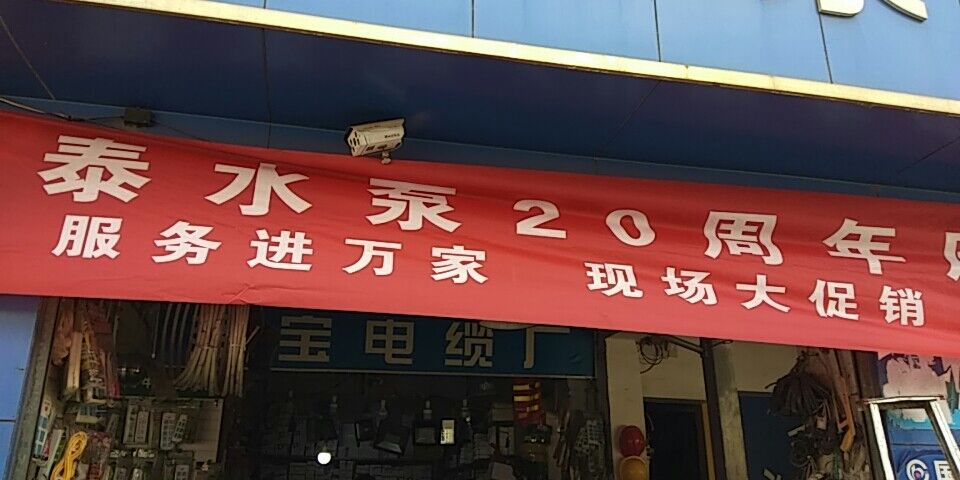 泰水泵20周年
服务进万家 现场大促销
宝电缆厂
国